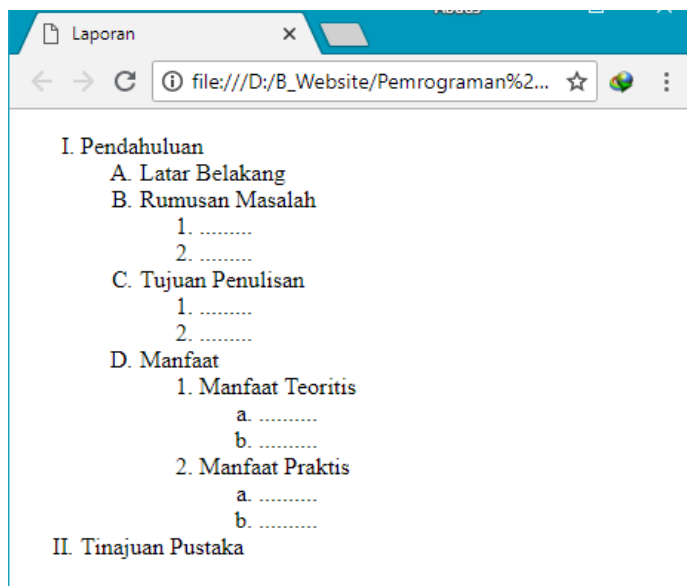 Laporan
file:///D:/B_Website/Pemrograman%2...
I. Pendahuluan
A. Latar Belakang
B. Rumusan Masalah
1. .........
2. .........
C. Tujuan Penulisan
1. .........
2. .........
D. Manfaat
1. Manfaat Teoritis
a. ..........
b. ..........
2. Manfaat Praktis
a. ..........
b. ..........
II. Tinajuan Pustaka